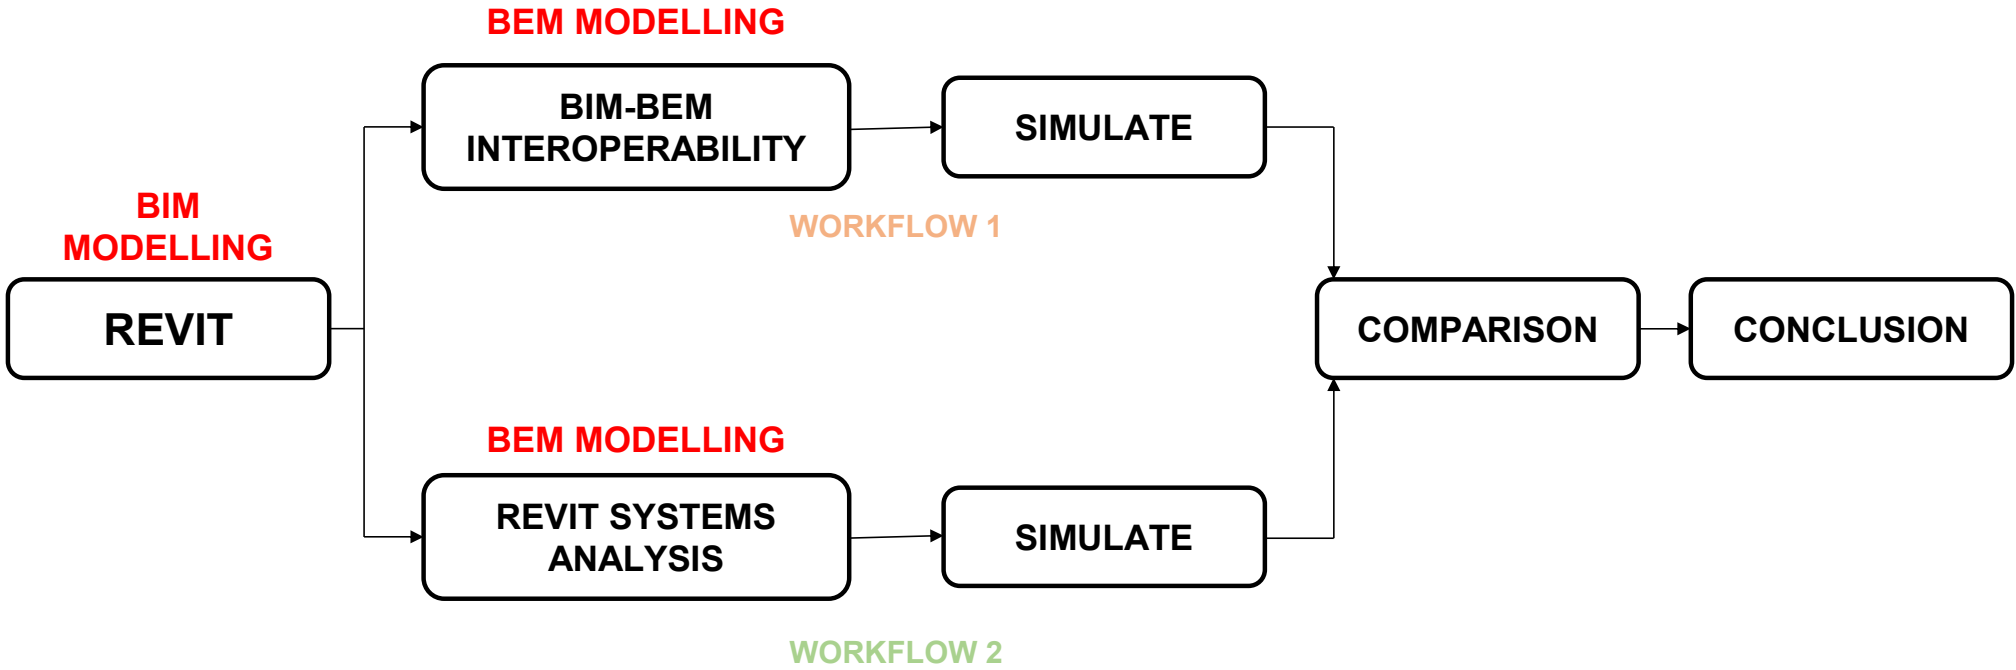 BEM MODELLING
BIM-BEM
INTEROPERABILITY
SIMULATE
WORKFLOW 1
BIM
MODELLING
REVIT
COMPARISON
CONCLUSION
BEM MODELLING
REVIT SYSTEMS
ANALYSIS
SIMULATE
WORKFLOW 2